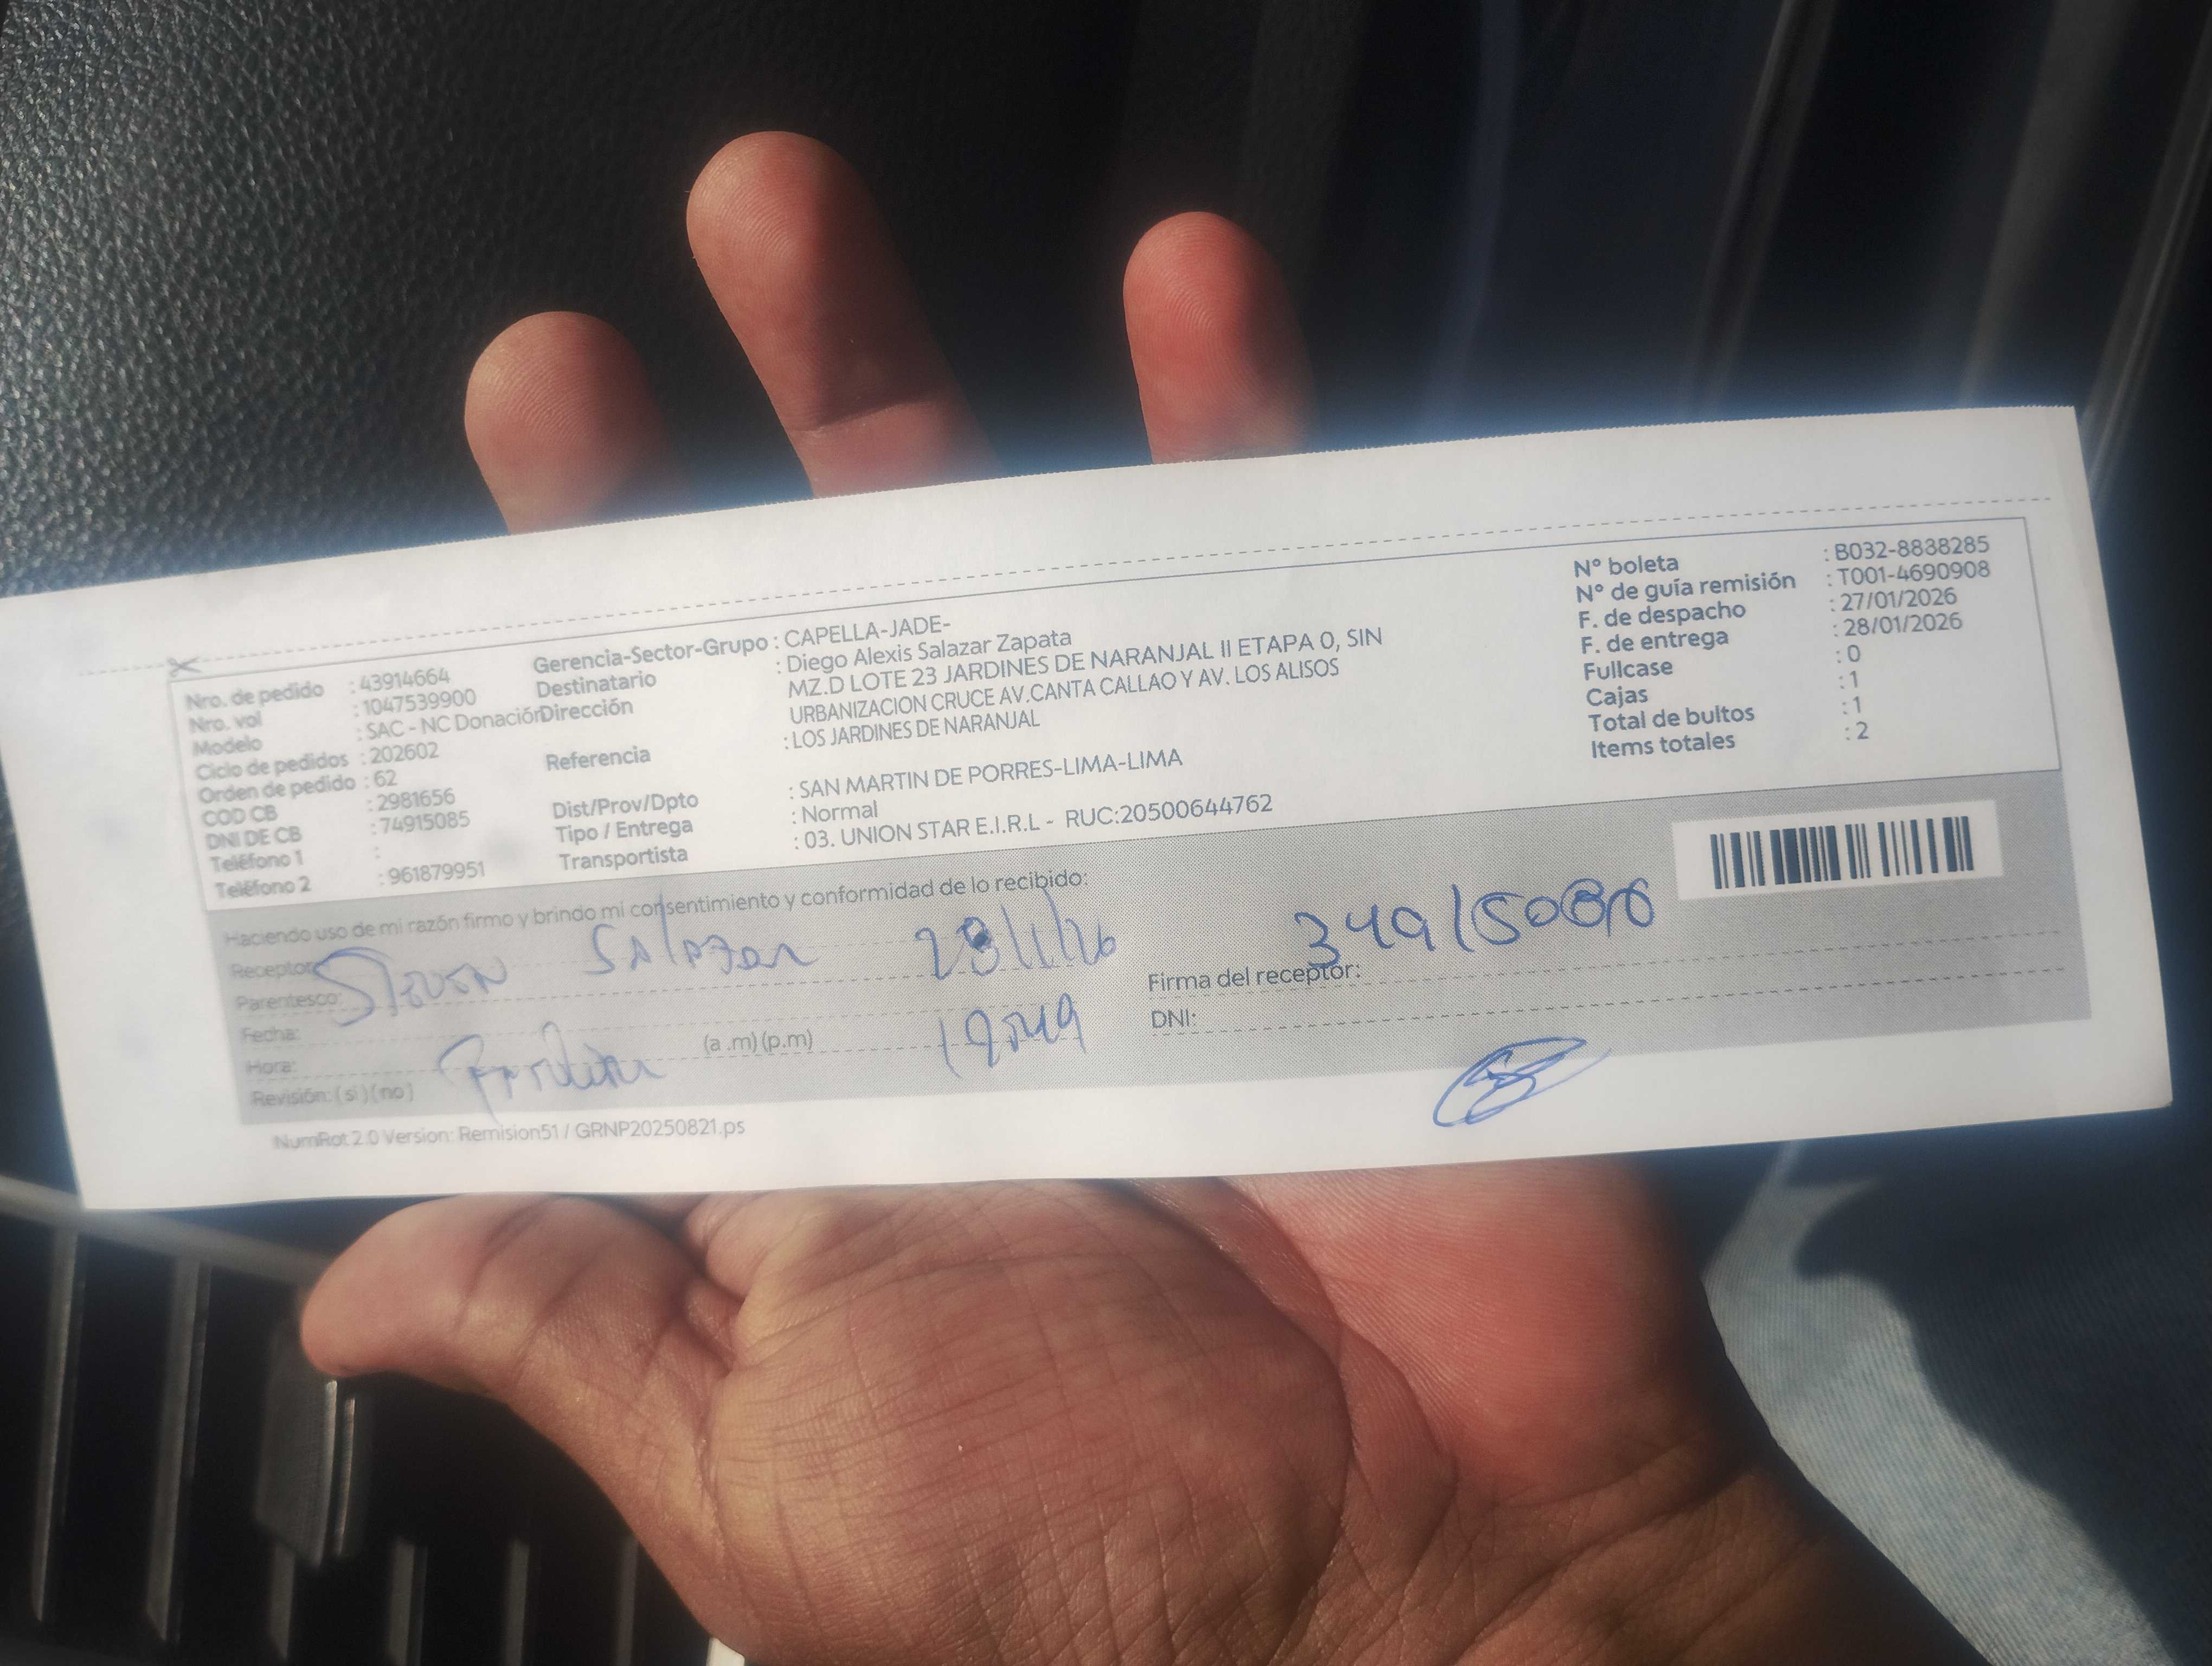 Nro. de pedido : 43914664
Nro. vol : 1047539900
Modelo : SAC - NC Donación
Ciclo de pedidos : 202602
Orden de pedido : 62
COD CB : 2981656
DNI DE CB : 74915085
Teléfono 1 :
Teléfono 2 : 961879951
Gerencia-Sector-Grupo : CAPELLA-JADE-
Destinatario : Diego Alexis Salazar Zapata
Dirección MZ.D LOTE 23 JARDINES DE NARANJAL II ETAPA 0, SIN
URBANIZACION CRUCE AV.CANTA CALLAO Y AV. LOS ALISOS
Referencia : LOS JARDINES DE NARANJAL
Dist/Prov/Dpto : SAN MARTIN DE PORRES-LIMA-LIMA
Tipo / Entrega : Normal
Transportista : 03. UNION STAR E.I.R.L - RUC:20500644762
N° boleta : B032-8838285
N° de guía remisión : T001-4690908
F. de despacho : 27/01/2026
F. de entrega : 28/01/2026
Fullcase : 0
Cajas : 1
Total de bultos : 1
Items totales : 2
Haciendo uso de mi razón firmo y brindo mi consentimiento y conformidad de lo recibido:
Receptor:
Parentesco: Salazar
Fecha:
Hora: (a .m) (p.m)
Revisión: ( si ) ( no )
Firma del receptor:
DNI:
NumRot 2.0 Version: Remision51 / GRNP20250821.ps